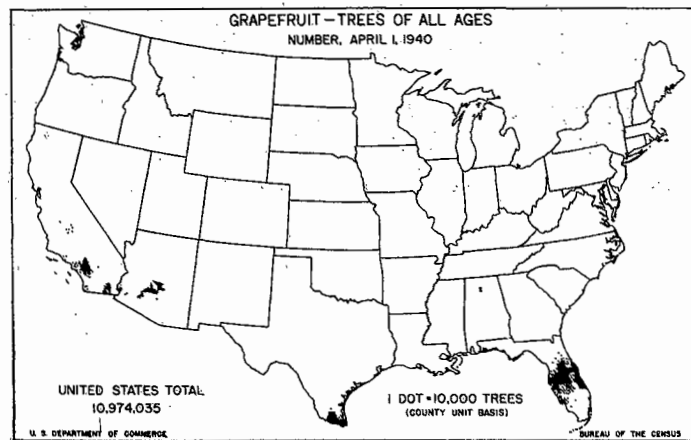 GRAPEFRUIT—TREES OF ALL AGES
NUMBER, APRIL 1, 1940
UNITED STATES TOTAL
10,974,035
1 DOT=10,000 TREES
(COUNTY UNIT BASIS)
U. S. DEPARTMENT OF COMMERCE
BUREAU OF THE CENSUS